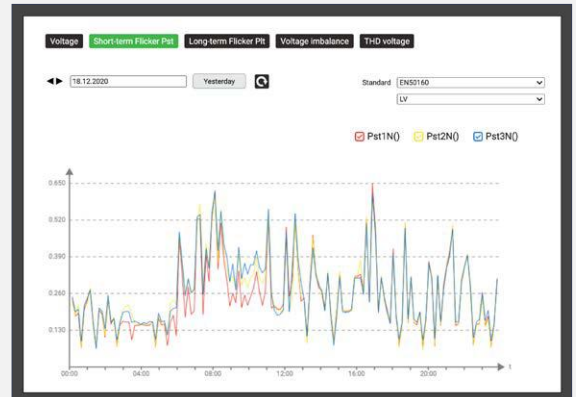 Voltage Short-term Flicker Pst Long-term Flicker Plt Voltage imbalance THD voltage
18.12.2020 Yesterday Standard EN50160
LV
Pst1N() Pst2N() Pst3N()
0.650
0.520
0.390
0.260
0.130
00:00 04:00 08:00 12:00 16:00 20:00 t